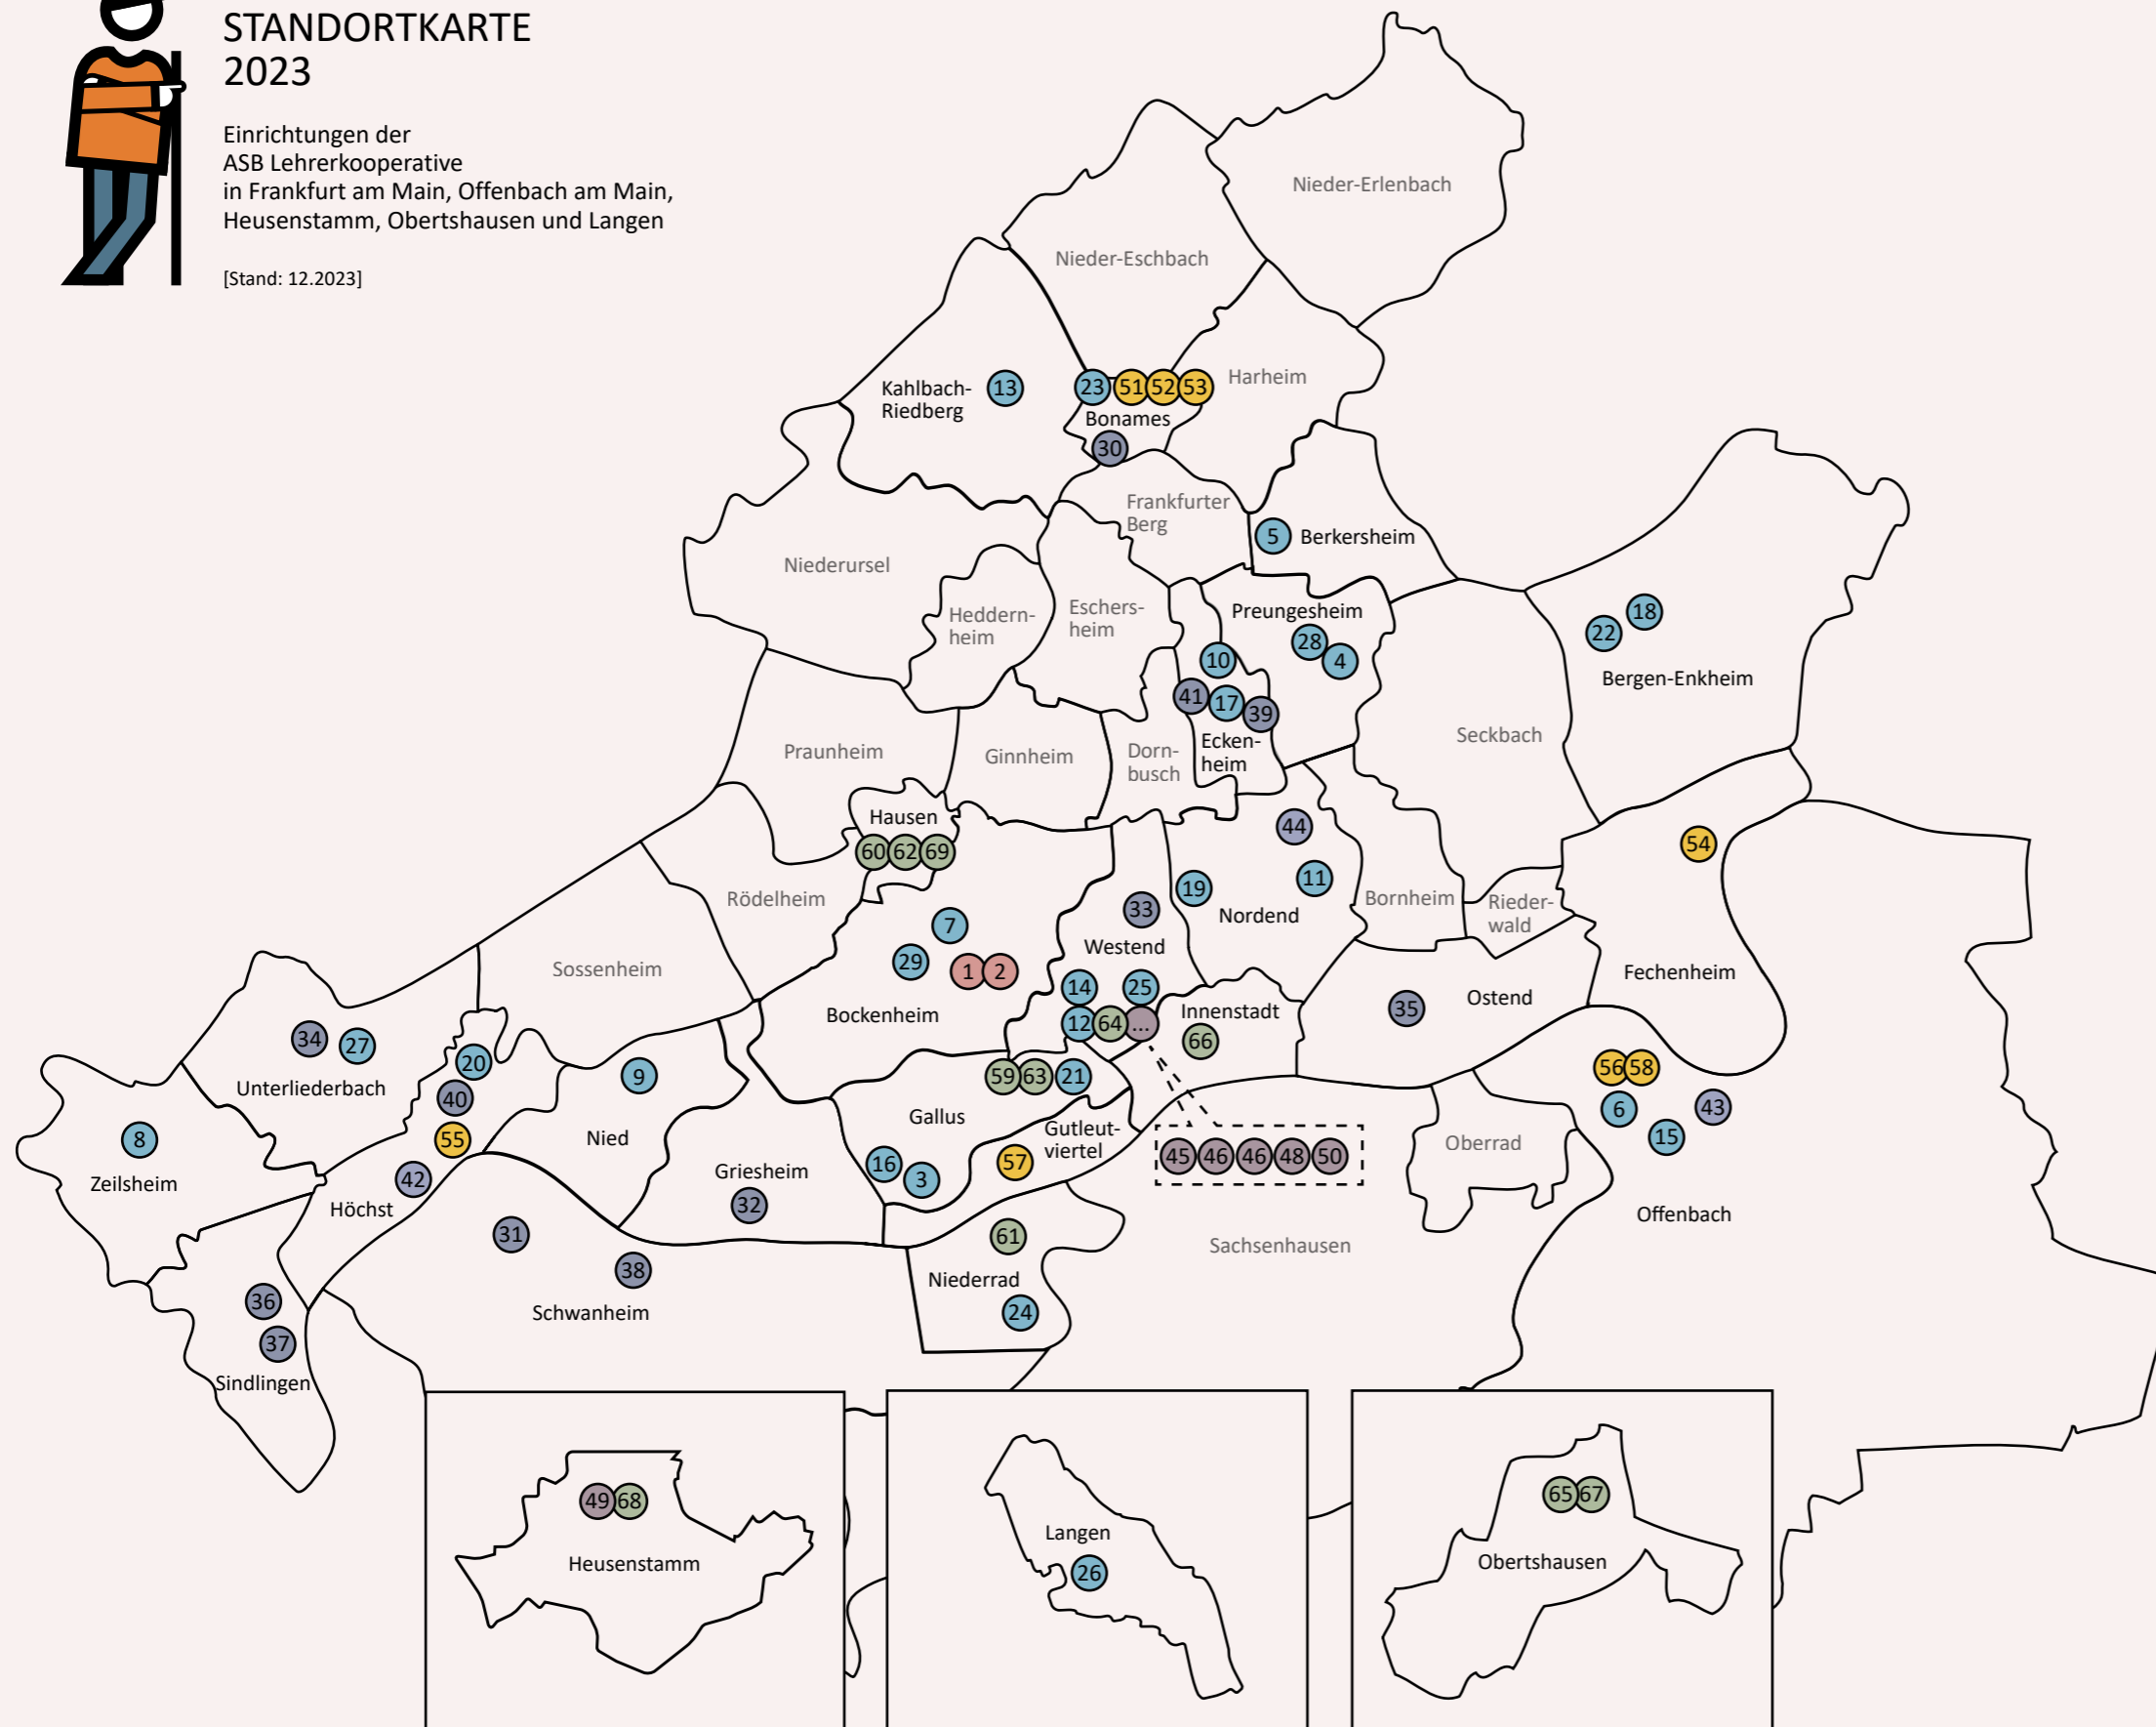 STANDORTKARTE
2023
Einrichtungen der
ASB Lehrerkooperative
in Frankfurt am Main, Offenbach am Main,
Heusenstamm, Obertshausen und Langen
[Stand: 12.2023]
Nieder-Erlenbach
Nieder-Eschbach
Harheim
Kahlbach-
Riedberg
13
23 51 52 53
Bonames
30
Frankfurter
Berg
5 Berkersheim
Niederursel
Heddern-
heim
Eschers-
heim
Preungesheim
28
4
10
41 17 39
Ecken-
heim
18
22
Bergen-Enkheim
Seckbach
Praunheim
Ginnheim
Dorn-
busch
Hausen
60 62 69
44
11
19
Nordend
54
Rödelheim
Bornheim
Rieder-
wald
33
Westend
7
29
1 2
Bockenheim
Sossenheim
14 25
12 64 ...
Innenstadt
66
Ostend
35
Fechenheim
34 27
Unterliederbach
20
40
55
42
Höchst
9
Nied
59 63 21
Gallus
16
3
Gutleut-
viertel
57
45 46 46 48 50
56 58
6
43
15
Oberrad
Offenbach
8
Zeilsheim
Griesheim
32
31
38
Schwanheim
61
Niederrad
24
Sachsenhausen
36
37
Sindlingen
49 68
Heusenstamm
Langen
26
65 67
Obertshausen